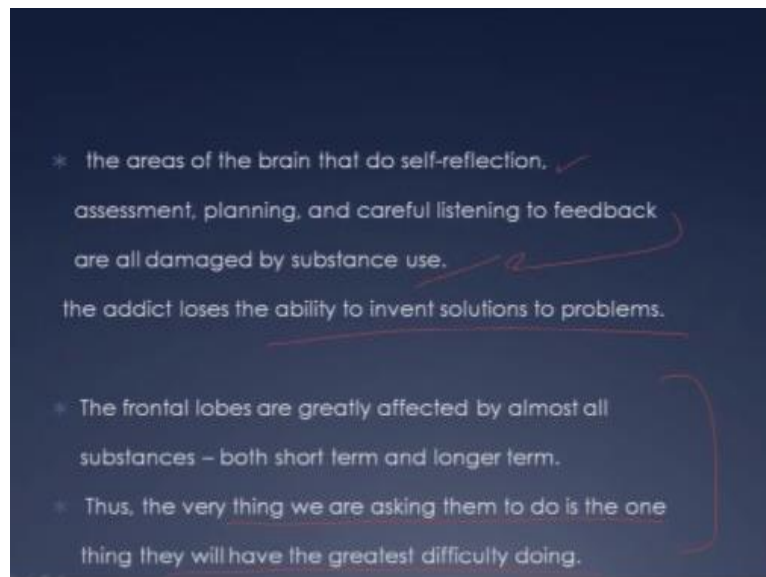 * the areas of the brain that do self-reflection,
assessment, planning, and careful listening to feedback
are all damaged by substance use.
the addict loses the ability to invent solutions to problems.
* The frontal lobes are greatly affected by almost all
substances – both short term and longer term.
* Thus, the very thing we are asking them to do is the one
thing they will have the greatest difficulty doing.